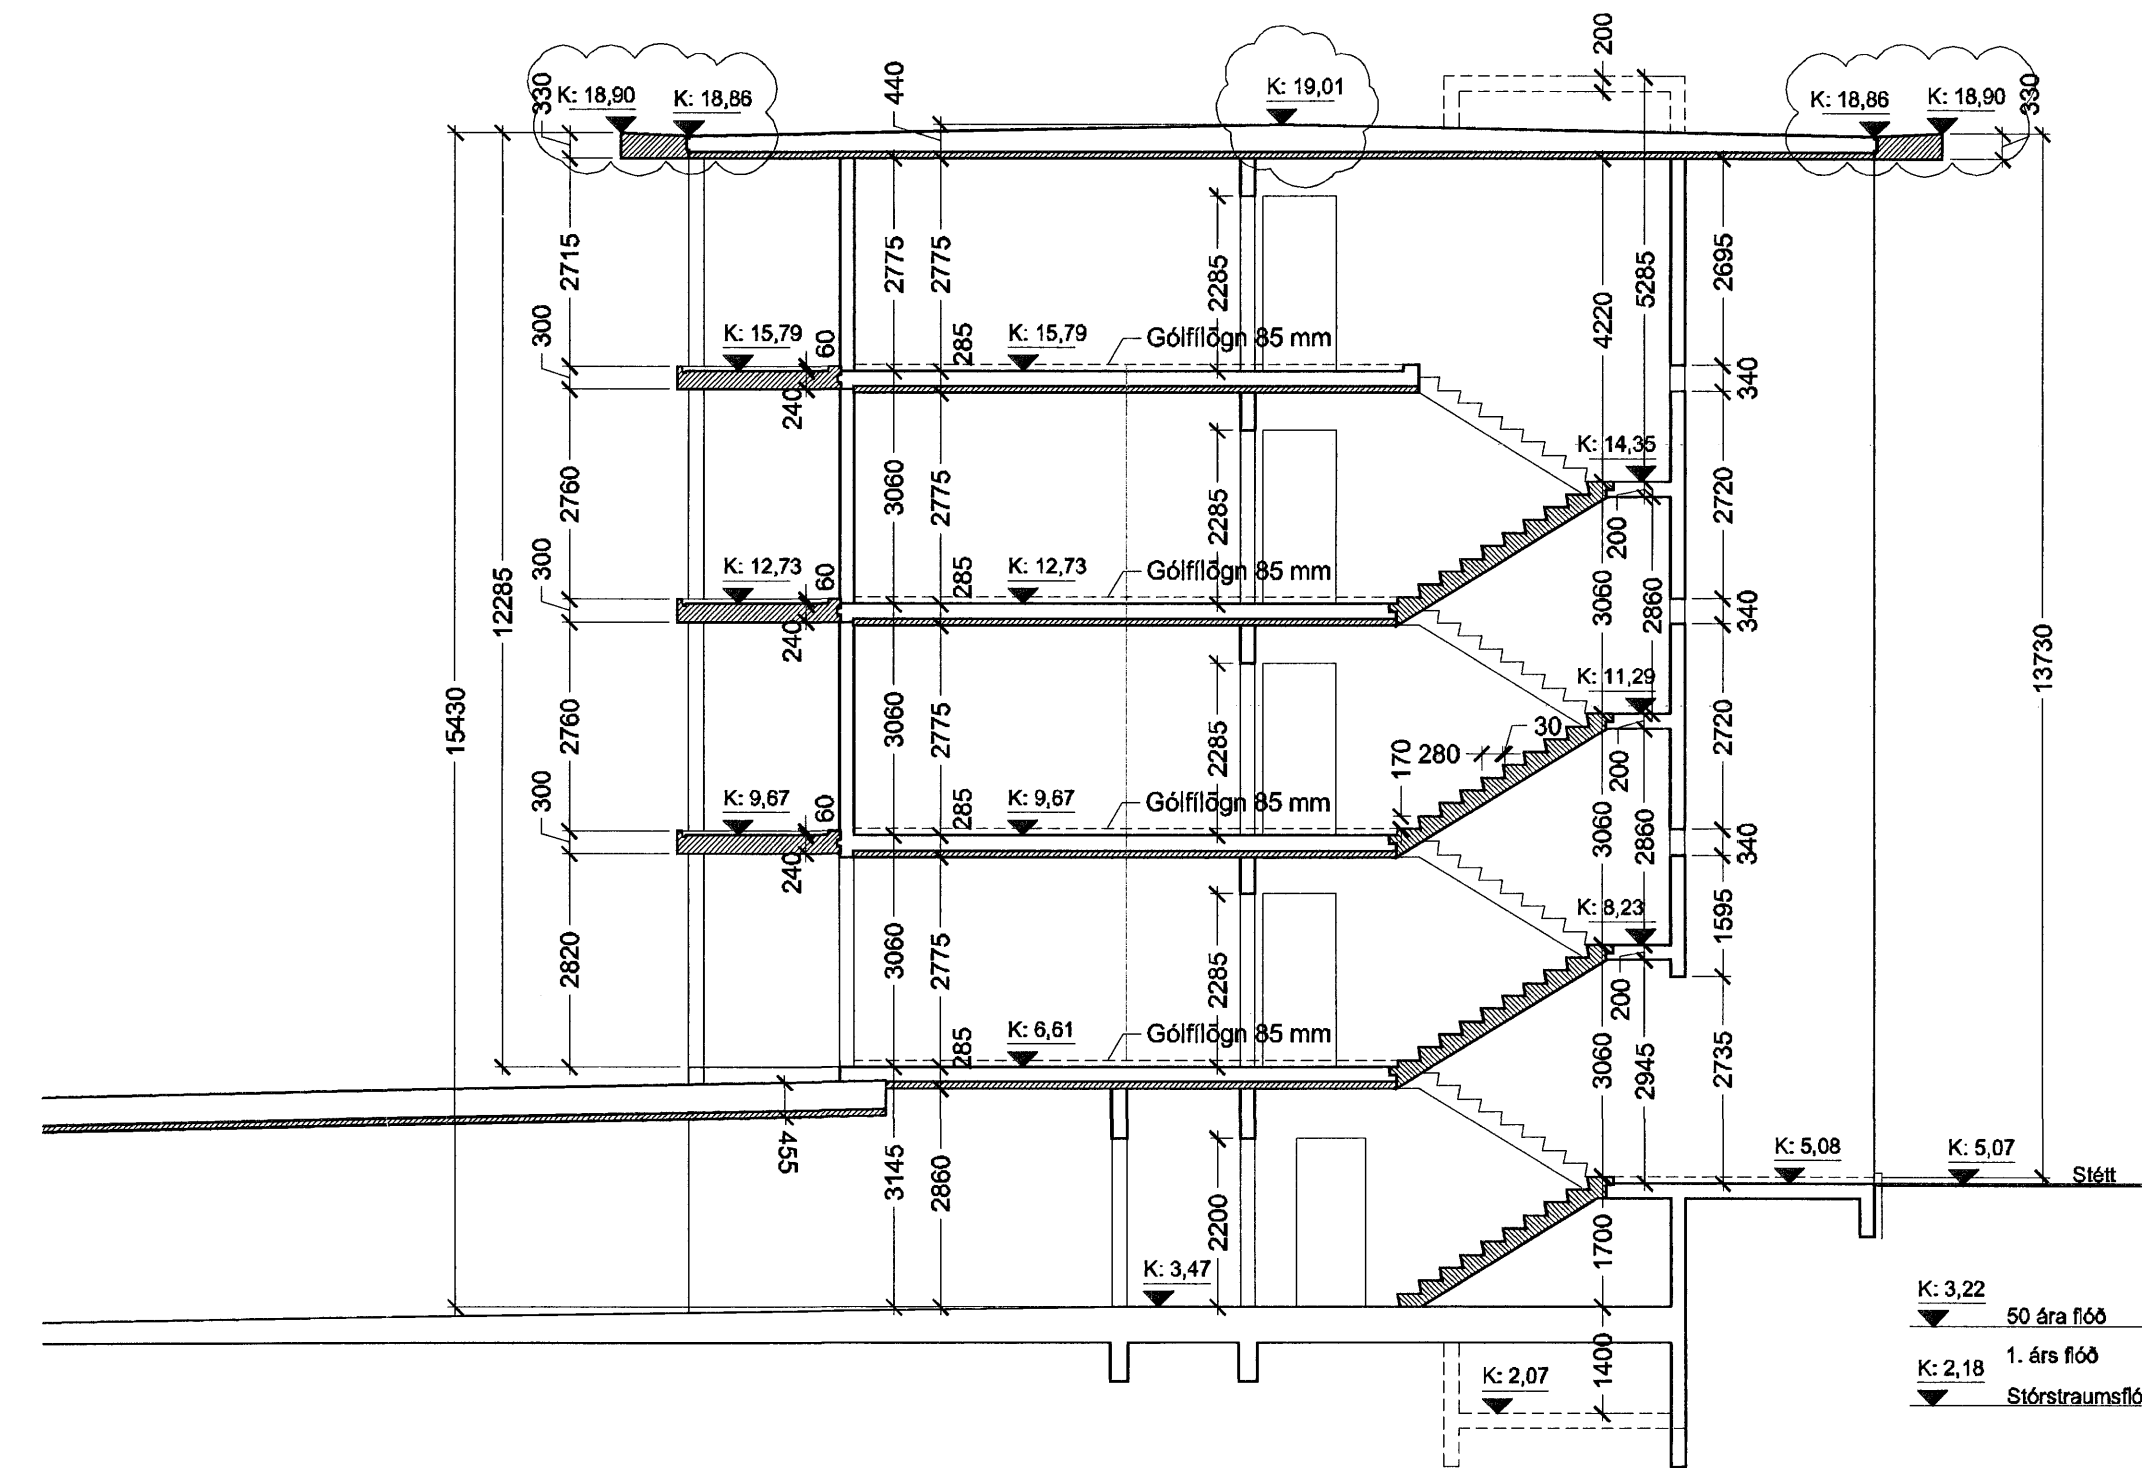 200
K: 18,90
K: 18,86
440
K: 19,01
K: 18,86
K: 18,90
330
330
2715
2775
2775
2285
4220
5285
2695
300
K: 15,79
60
285
K: 15,79
Gólfílögn 85 mm
340
240
K: 14,35
2760
3060
2775
2285
200
2720
300
K: 12,73
60
285
K: 12,73
Gólfílögn 85 mm
3060
2860
340
12285
240
13730
K: 11,29
15430
2760
3060
2775
2285
170
280
30
200
2720
300
K: 9,67
60
285
K: 9,67
Gólfílögn 85 mm
3060
2860
340
240
K: 8,23
1595
2820
3060
2775
2285
200
K: 6,61
285
Gólfílögn 85 mm
3060
2945
2735
455
3145
2860
2200
K: 5,08
K: 5,07
Stétt
1700
K: 3,47
K: 3,22
50 ára flóð
1. árs flóð
1400
K: 2,07
K: 2,18
Stórstraumsfló